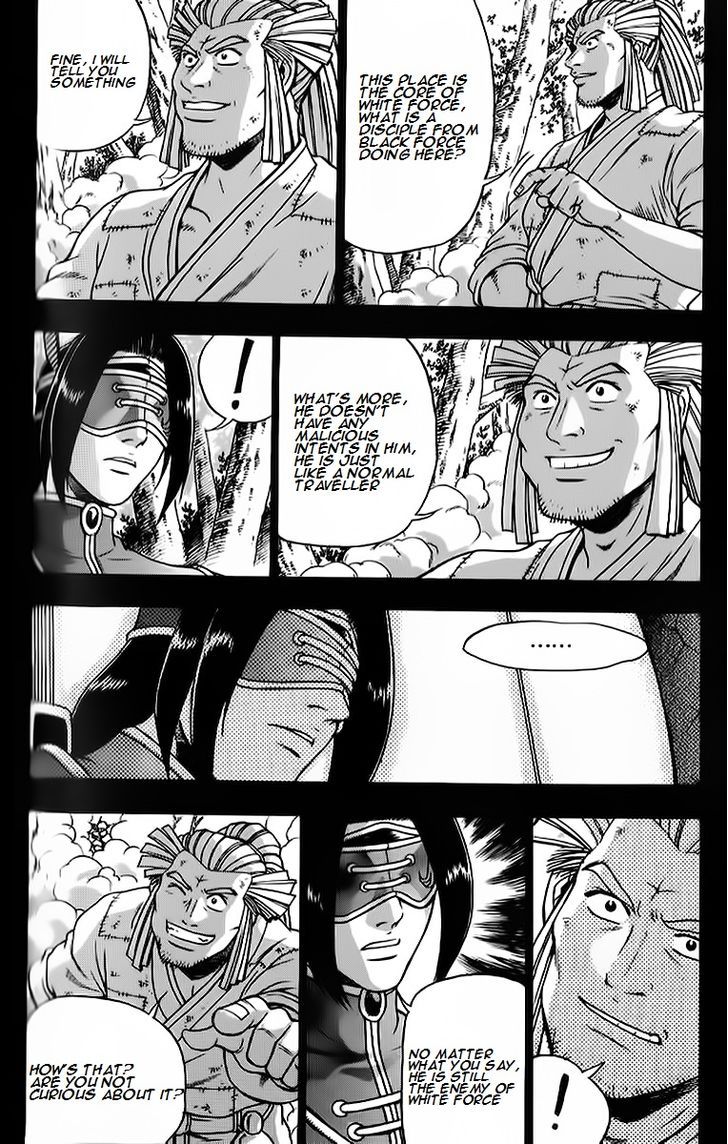 THIS PLACE IS
THE CORE OF
WHITE FORCE,
WHAT IS A
DISCIPLE FROM
BLACK FORCE
DOING HERE?
FINE, I WILL
TELL YOU
SOMETHING
WHAT'S MORE,
HE DOESN'T
HAVE ANY
MALICIOUS
INTENTS IN HIM,
HE IS JUST
LIKE A NORMAL
TRAVELLER
!
......
!
NO MATTER
WHAT YOU SAY,
HE IS STILL
THE ENEMY OF
WHITE FORCE
HOW'S THAT?
ARE YOU NOT
CURIOUS ABOUT IT?